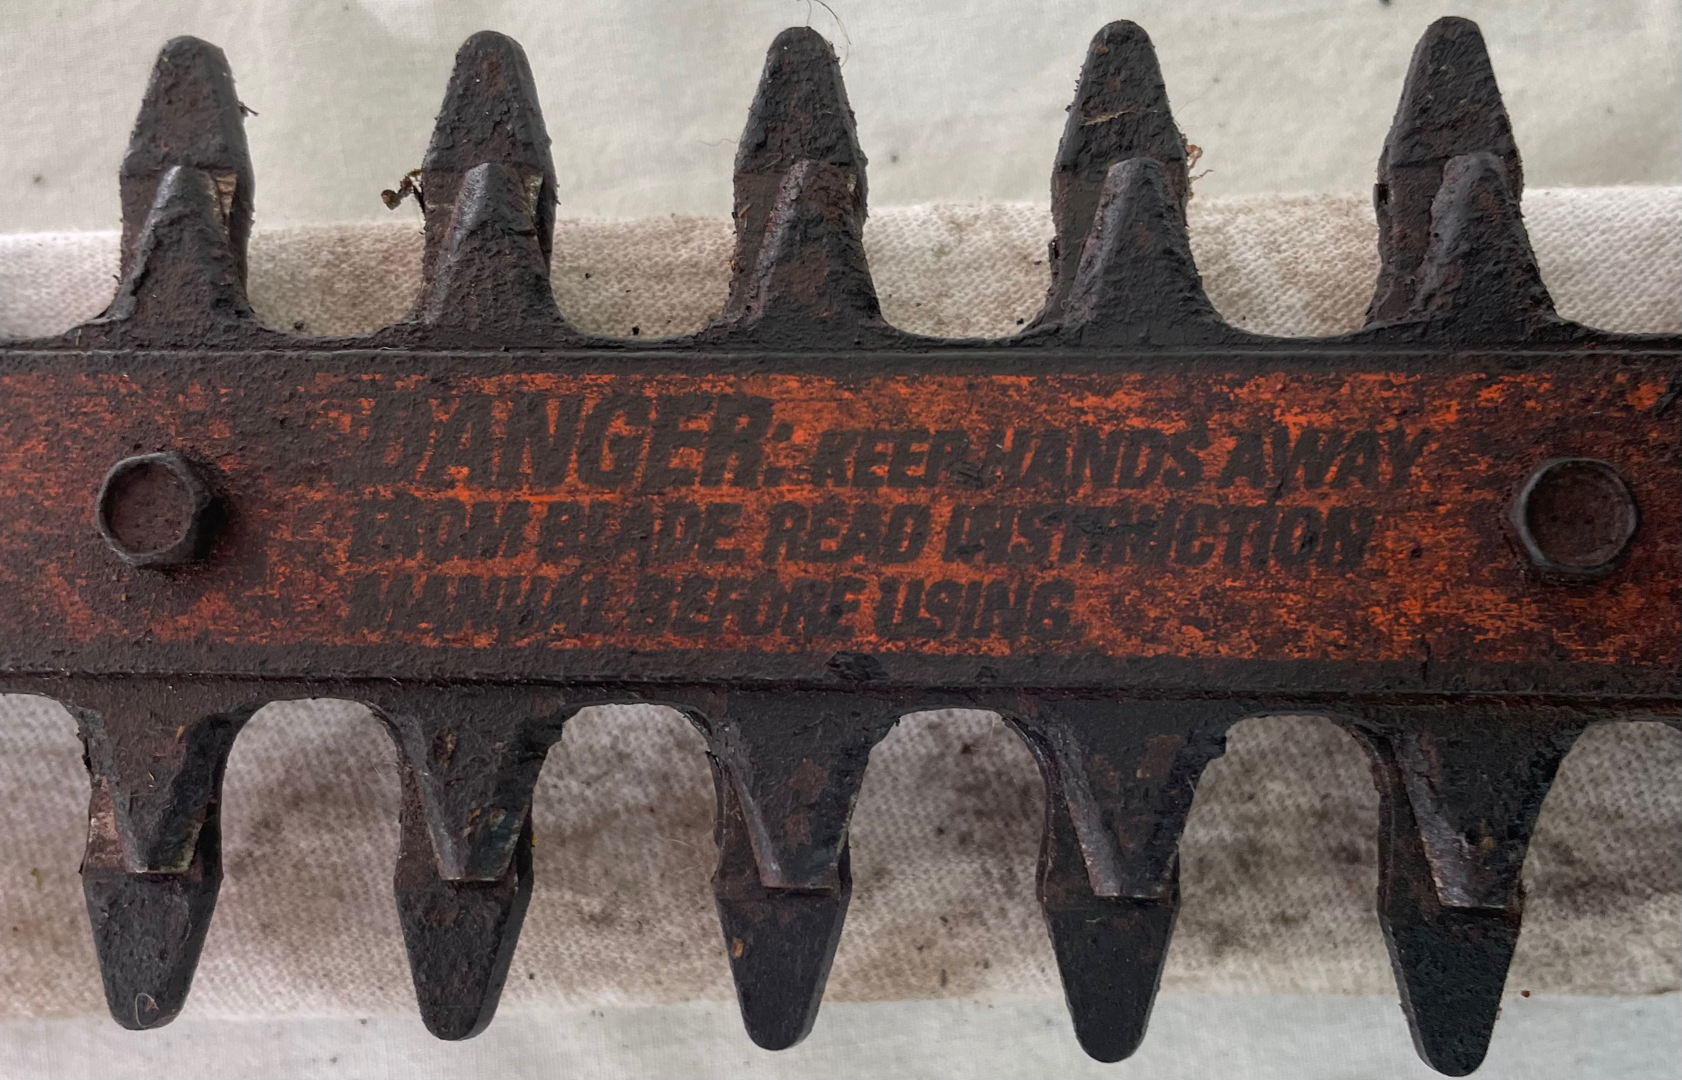 DANGER: KEEP HANDS AWAY
FROM BLADE. READ INSTRUCTION
MANUAL BEFORE USING.